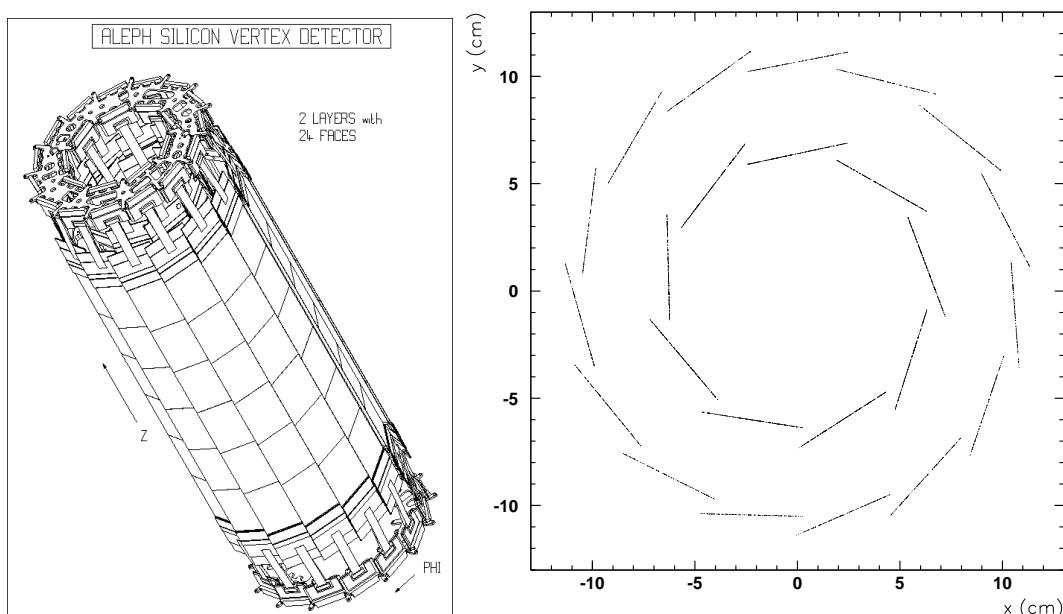 ALEPH SILICON VERTEX DETECTOR
2 LAYERS with
24 FACES
Z
PHI
y (cm)
10
5
0
-5
-10
-10
-5
0
5
10
x (cm)